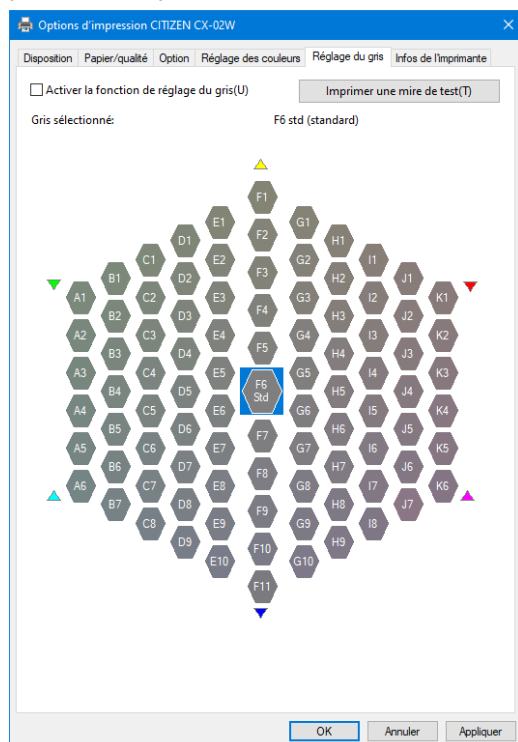 Options d'impression CITIZEN CX-02W
Disposition Papier/qualité Option Réglage des couleurs Réglage du gris Infos de l'imprimante
Activer la fonction de réglage du gris(U) Imprimer une mire de test(T)
Gris sélectionné: F6 std (standard)
F1
E1 G1
D1 F2 H1
C1 E2 G2 I1
B1 D2 F3 H2 J1
A1 C2 E3 G3 I2 K1
B2 D3 F4 H3 J2
A2 C3 E4 G4 I3 K2
B3 D4 F5 H4 J3
A3 C4 E5 G5 I4 K3
B4 D5 F6 Std H5 J4
A4 C5 E6 G6 I5 K4
B5 D6 F7 H6 J5
A5 C6 E7 G7 I6 K5
B6 D7 F8 H7 J6
A6 C7 E8 G8 I7 K6
B7 D8 F9 H8 J7
C8 E9 G9 I8
D9 F10 H9
E10 G10
F11
OK Annuler Appliquer